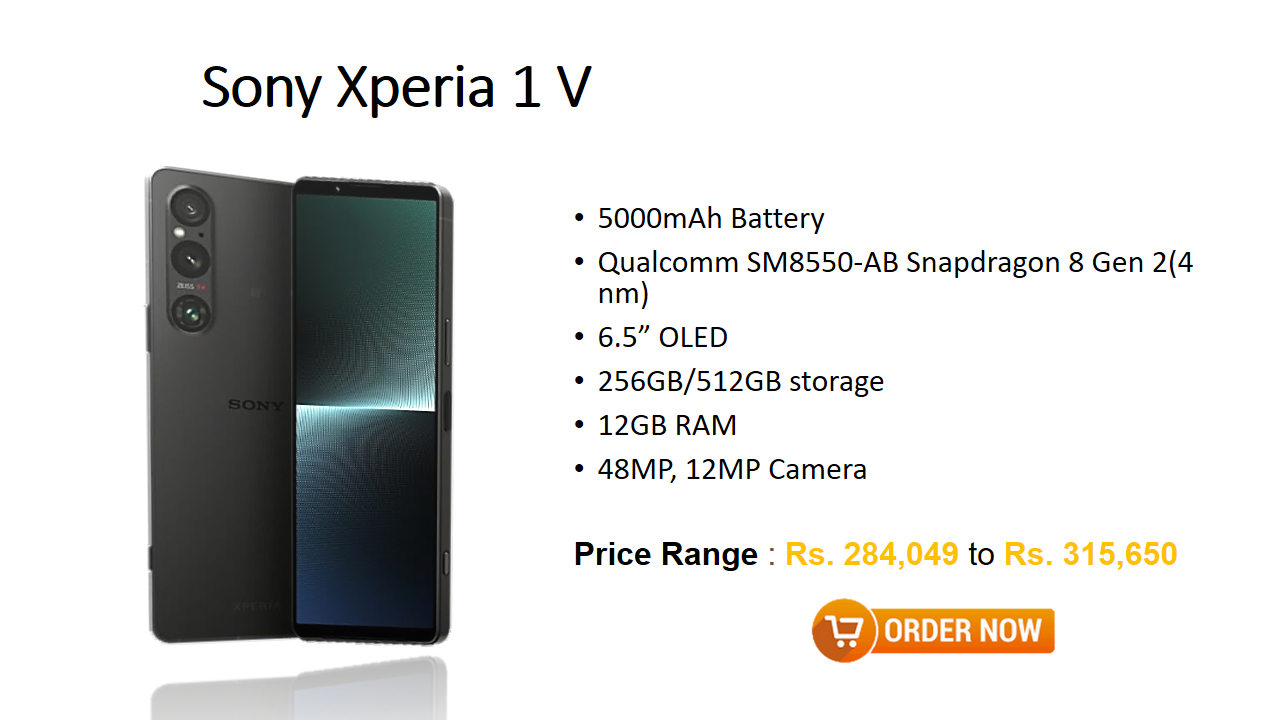 Sony Xperia 1 V
ZEISS T*
SONY
XPERIA
• 5000mAh Battery
• Qualcomm SM8550-AB Snapdragon 8 Gen 2(4
nm)
• 6.5” OLED
• 256GB/512GB storage
• 12GB RAM
• 48MP, 12MP Camera
Price Range : Rs. 284,049 to Rs. 315,650
ORDER NOW